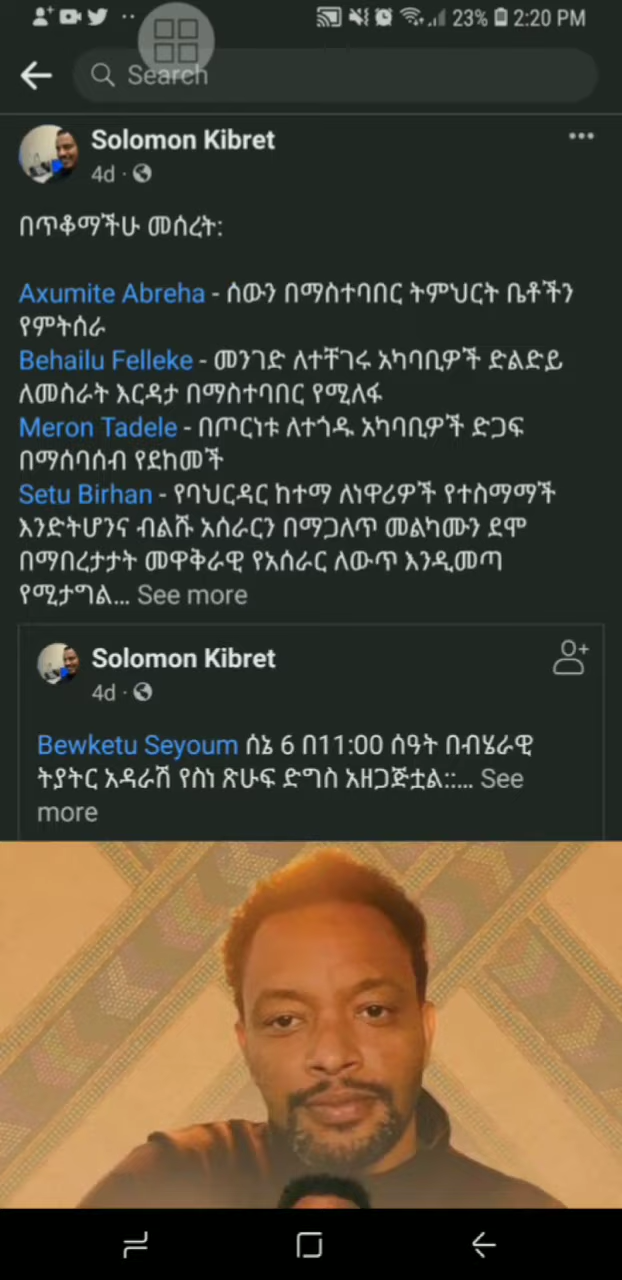 23% 2:20 PM
Search
Solomon Kibret
4d ·
በጥቆማችሁ መሰረት:
Axumite Abreha - ሰውን በማስተባበር ትምህርት ቤቶችን
የምትሰራ
Behailu Felleke - መንገድ ለተቸገሩ አካባቢዎች ድልድይ
ለመስራት እርዳታ በማስተባበር የሚለፋ
Meron Tadele - በጦርነቱ ለተጎዱ አካባቢዎች ድጋፍ
በማሰባሰብ የደከመች
Setu Birhan - የባህርዳር ከተማ ለነዋሪዎች የተስማማች
እንድትሆንና ብልሹ አሰራርን በማጋለጥ መልካሙን ደሞ
በማበረታታት መዋቅራዊ የአሰራር ለውጥ እንዲመጣ
የሚታግል... See more
Solomon Kibret
4d ·
Bewketu Seyoum ሰኔ 6 በ11:00 ሰዓት በብሄራዊ
ትያትር አዳራሽ የስነ ጽሁፍ ድግስ አዘጋጅቷል::... See
more